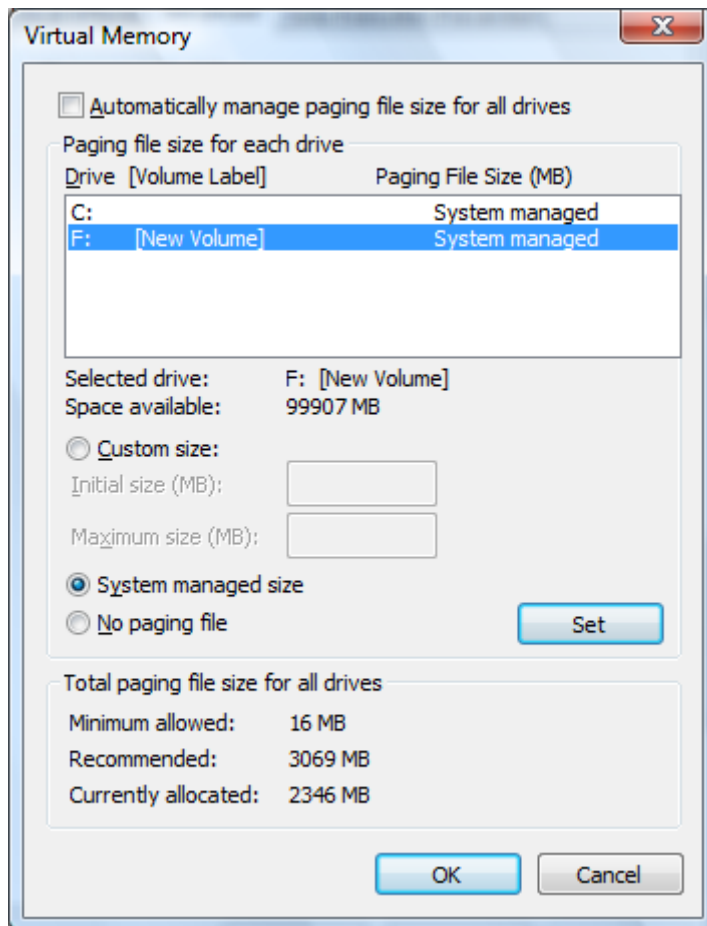 Virtual Memory
Automatically manage paging file size for all drives
Paging file size for each drive
Drive [Volume Label] Paging File Size (MB)
C: System managed
F: [New Volume] System managed
Selected drive: F: [New Volume]
Space available: 99907 MB
Custom size:
Initial size (MB):
Maximum size (MB):
System managed size
No paging file Set
Total paging file size for all drives
Minimum allowed: 16 MB
Recommended: 3069 MB
Currently allocated: 2346 MB
OK Cancel